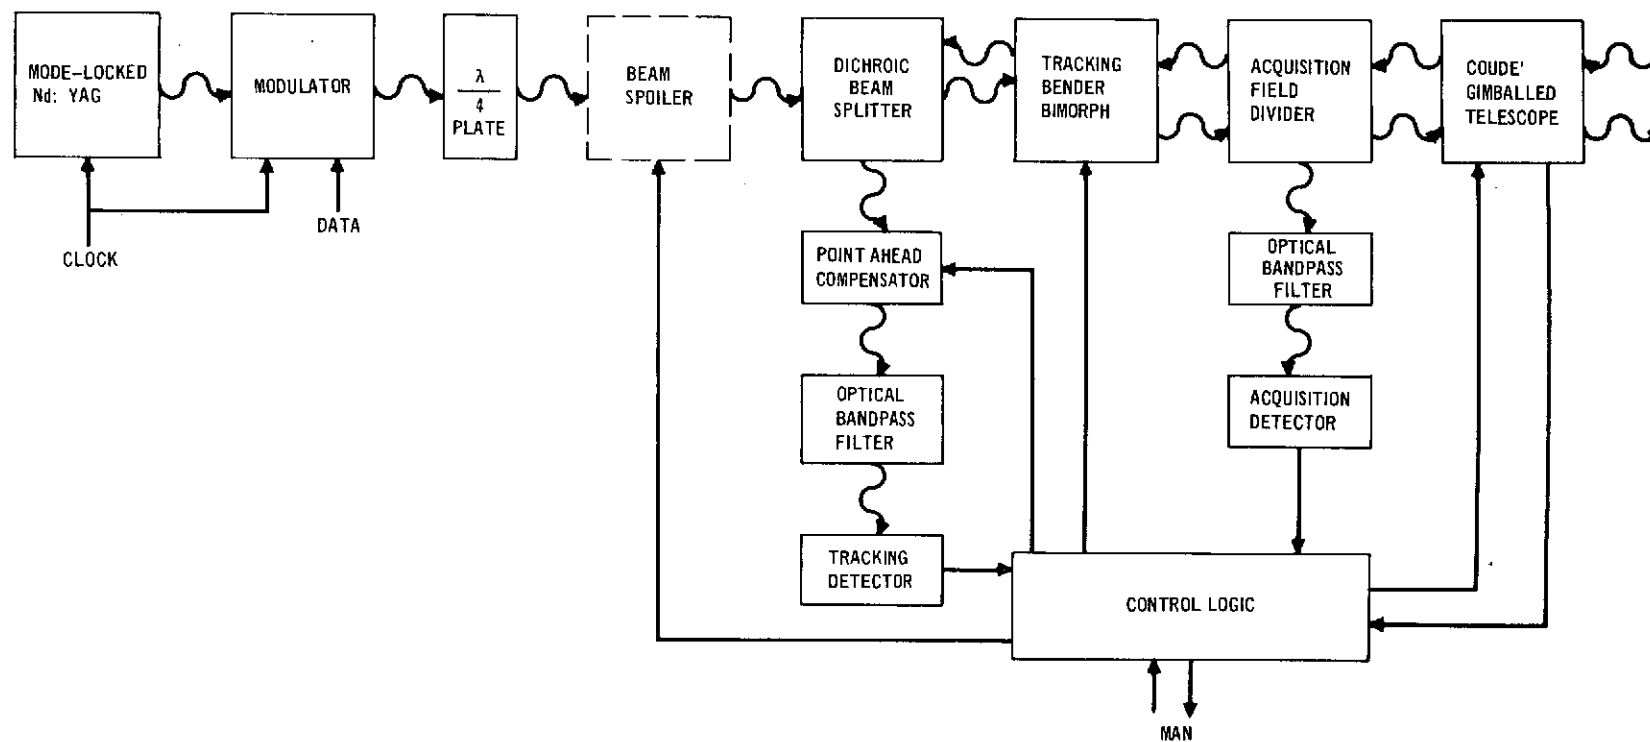 MODE-LOCKED
Nd: YAG
MODULATOR
λ
4
PLATE
BEAM
SPOILER
DICHROIC
BEAM
SPLITTER
TRACKING
BENDER
BIMORPH
ACQUISITION
FIELD
DIVIDER
COUDE'
GIMBALLED
TELESCOPE
CLOCK
DATA
POINT AHEAD
COMPENSATOR
OPTICAL
BANDPASS
FILTER
OPTICAL
BANDPASS
FILTER
ACQUISITION
DETECTOR
TRACKING
DETECTOR
CONTROL LOGIC
MAN